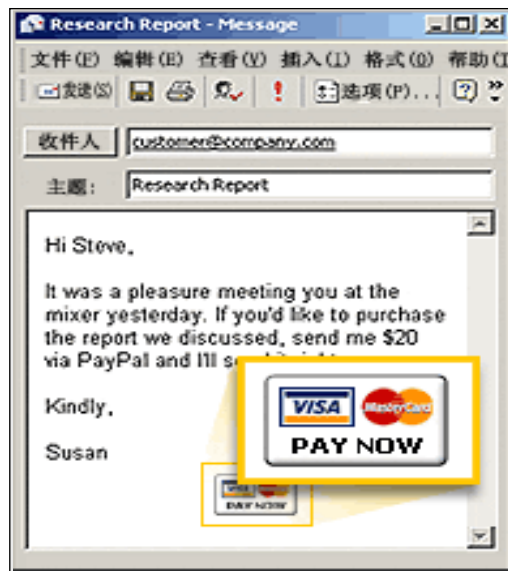 Research Report - Message
文件(F) 编辑(E) 查看(V) 插入(I) 格式(O) 帮助(
发送(S) 选项(P)...
收件人 customer@company.com
主题: Research Report
Hi Steve,
It was a pleasure meeting you at the
mixer yesterday. If you'd like to purchase
the report we discussed, send me $20
via PayPal and I'll
Kindly,
VISA MasterCard
PAY NOW
Susan
VISA
PAY NOW